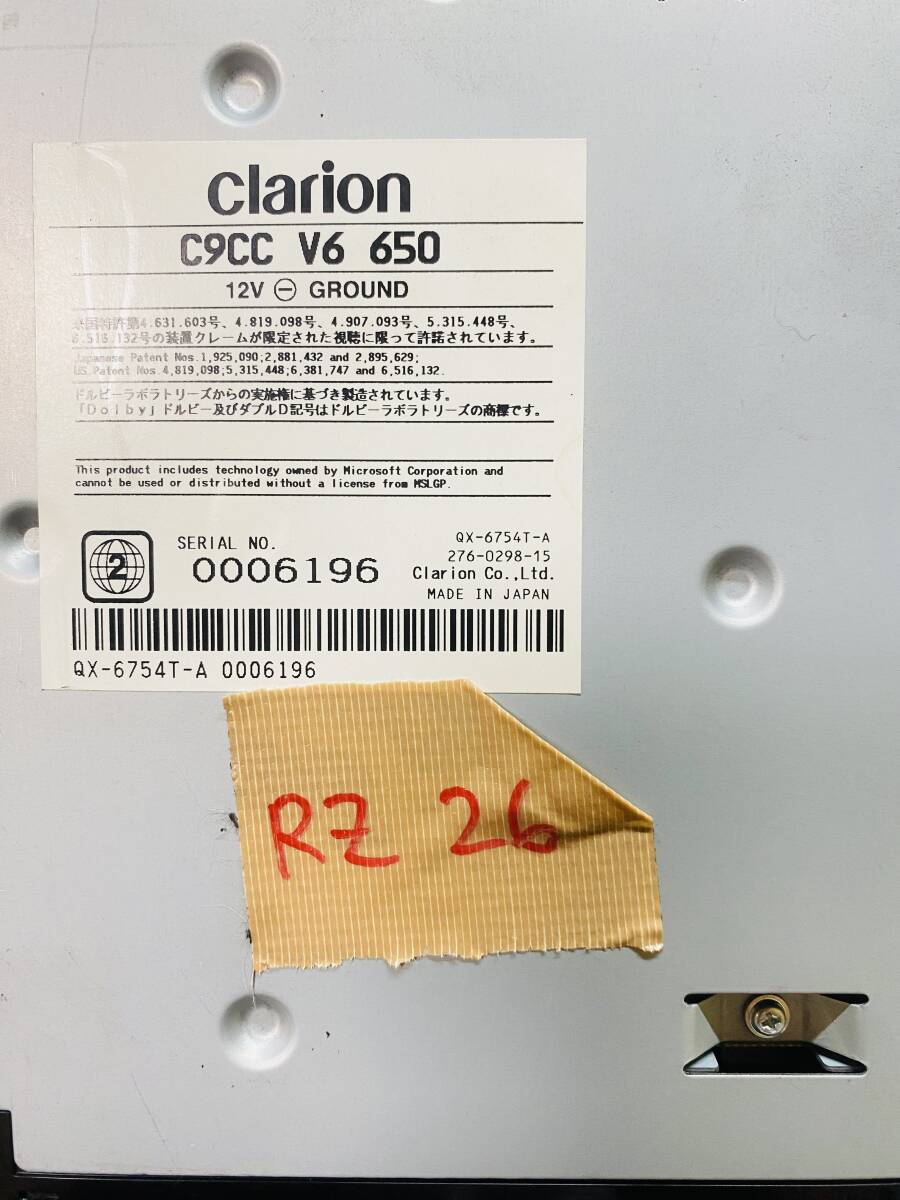 clarion
C9CC V6 650
12V ⊖ GROUND
米国特許第4.631.603号、4.819.098号、4.907.093号、5.315.448号、
6.516.132号の装置クレームが限定された視聴に限って許諾されています。
Japanese Patent Nos.1,925,090;2,881,432 and 2,895,629;
US Patent Nos.4,819,098;5,315,448;6,381,747 and 6,516,132.
ドルビーラボラトリーズからの実施権に基づき製造されています。
「Dolby」ドルビー及びダブルD記号はドルビーラボラトリーズの商標です。
This product includes technology owned by Microsoft Corporation and
cannot be used or distributed without a license from MSLGP.
2
SERIAL NO.
0006196
QX-6754T-A
276-0298-15
Clarion Co.,Ltd.
MADE IN JAPAN
QX-6754T-A 0006196
RZ 26